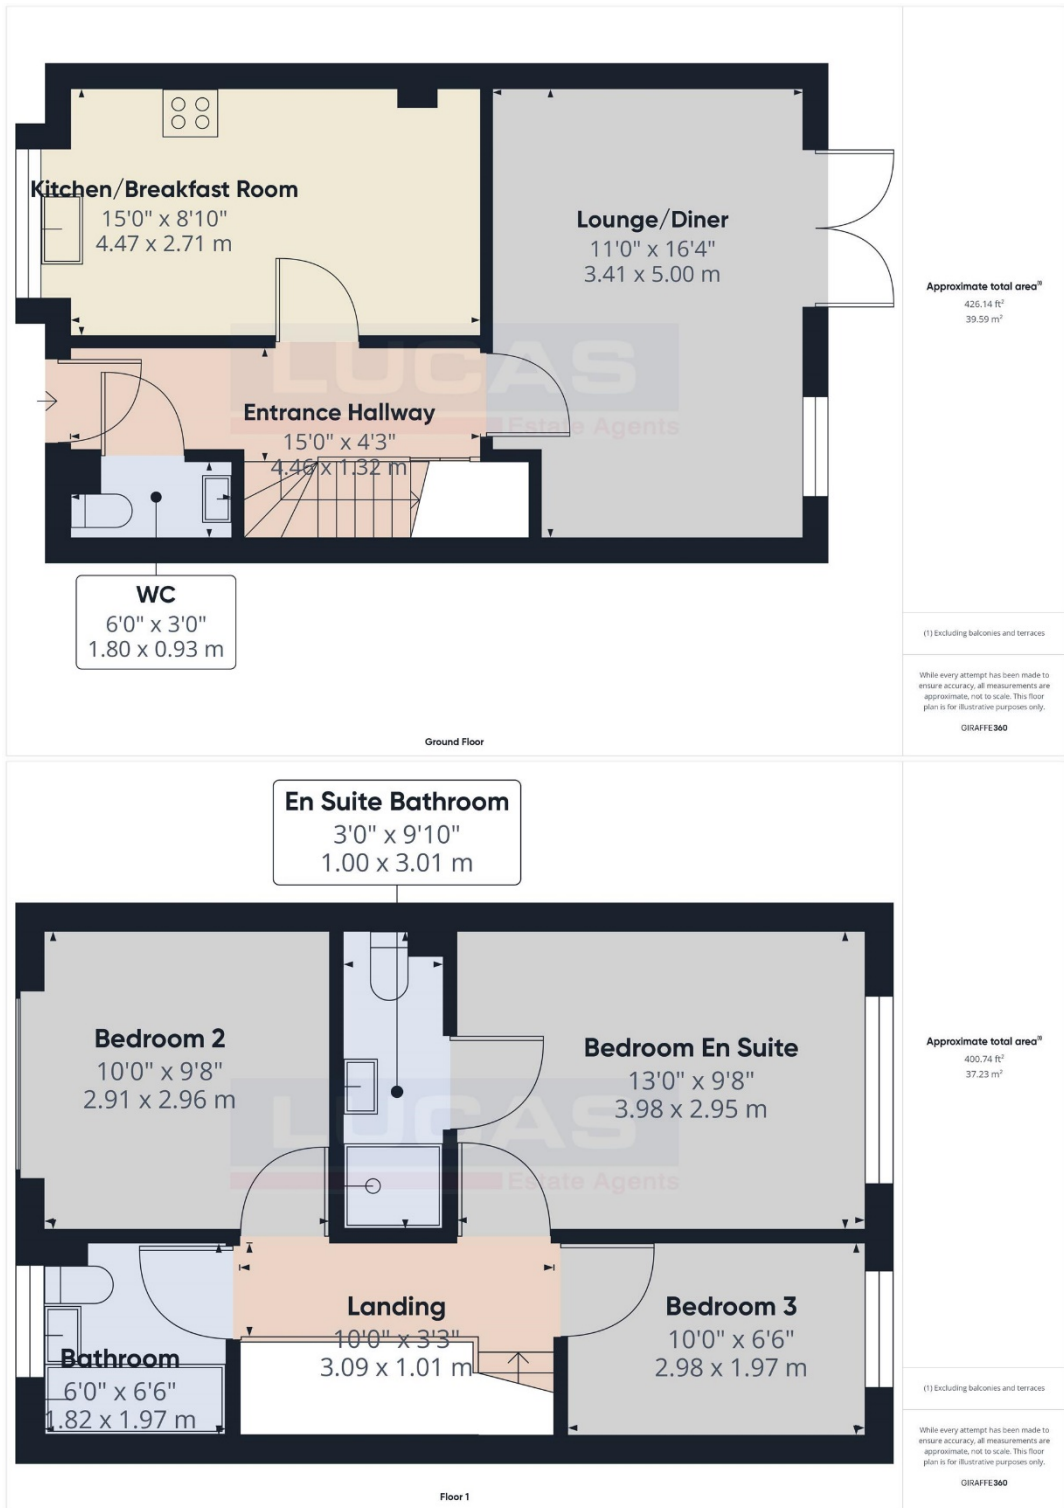 Kitchen/Breakfast Room
15'0" x 8'10"
4.47 x 2.71 m
Lounge/Diner
11'0" x 16'4"
3.41 x 5.00 m
LUCAS
Estate Agents
Entrance Hallway
15'0" x 4'3"
4.46 x 1.32 m
WC
6'0" x 3'0"
1.80 x 0.93 m
Ground Floor
Approximate total area⁽¹⁾
426.14 ft²
39.59 m²
(1) Excluding balconies and terraces
While every attempt has been made to
ensure accuracy, all measurements are
approximate, not to scale. This floor
plan is for illustrative purposes only.
GIRAFFE360
En Suite Bathroom
3'0" x 9'10"
1.00 x 3.01 m
Bedroom 2
10'0" x 9'8"
2.91 x 2.96 m
Bedroom En Suite
13'0" x 9'8"
3.98 x 2.95 m
LUCAS
Estate Agents
Landing
10'0" x 3'3"
3.09 x 1.01 m
Bedroom 3
10'0" x 6'6"
2.98 x 1.97 m
Bathroom
6'0" x 6'6"
1.82 x 1.97 m
Floor 1
Approximate total area⁽¹⁾
400.74 ft²
37.23 m²
(1) Excluding balconies and terraces
While every attempt has been made to
ensure accuracy, all measurements are
approximate, not to scale. This floor
plan is for illustrative purposes only.
GIRAFFE360